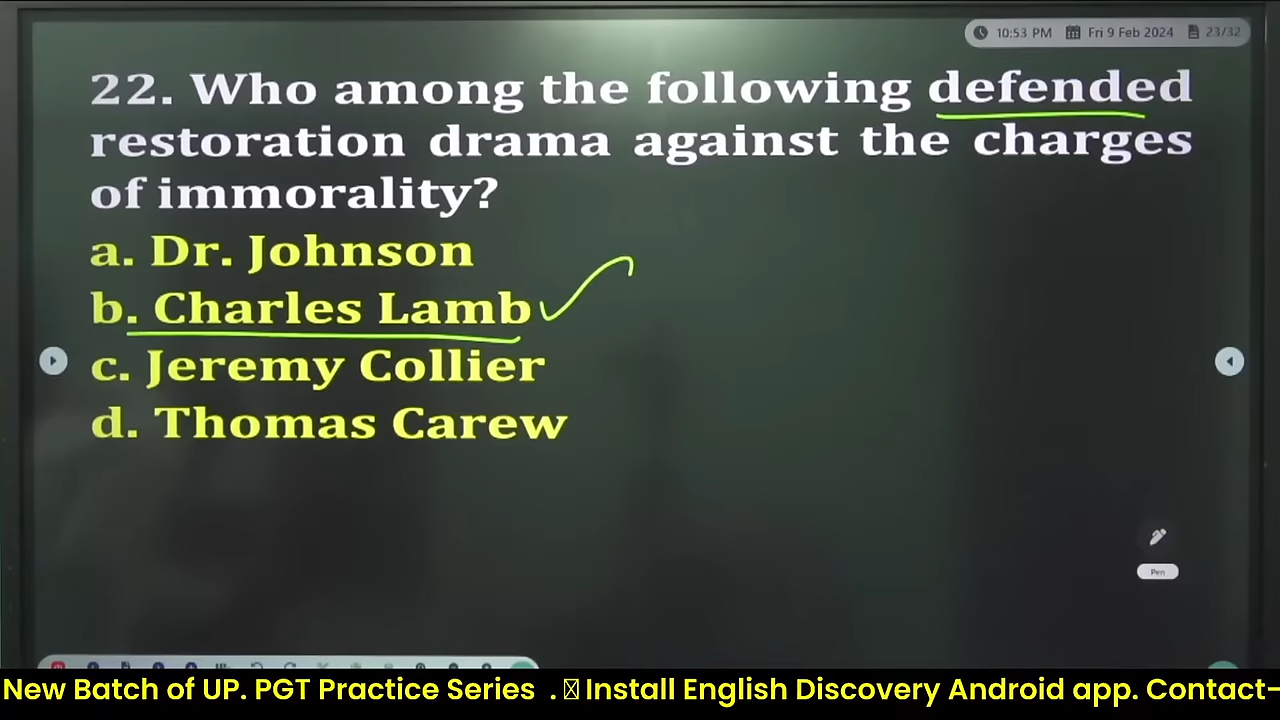 10:53 PM Fri 9 Feb 2024 23/32
22. Who among the following defended
restoration drama against the charges
of immorality?
a. Dr. Johnson
b. Charles Lamb
c. Jeremy Collier
d. Thomas Carew
Pen
New Batch of UP. PGT Practice Series . Install English Discovery Android app. Contact-